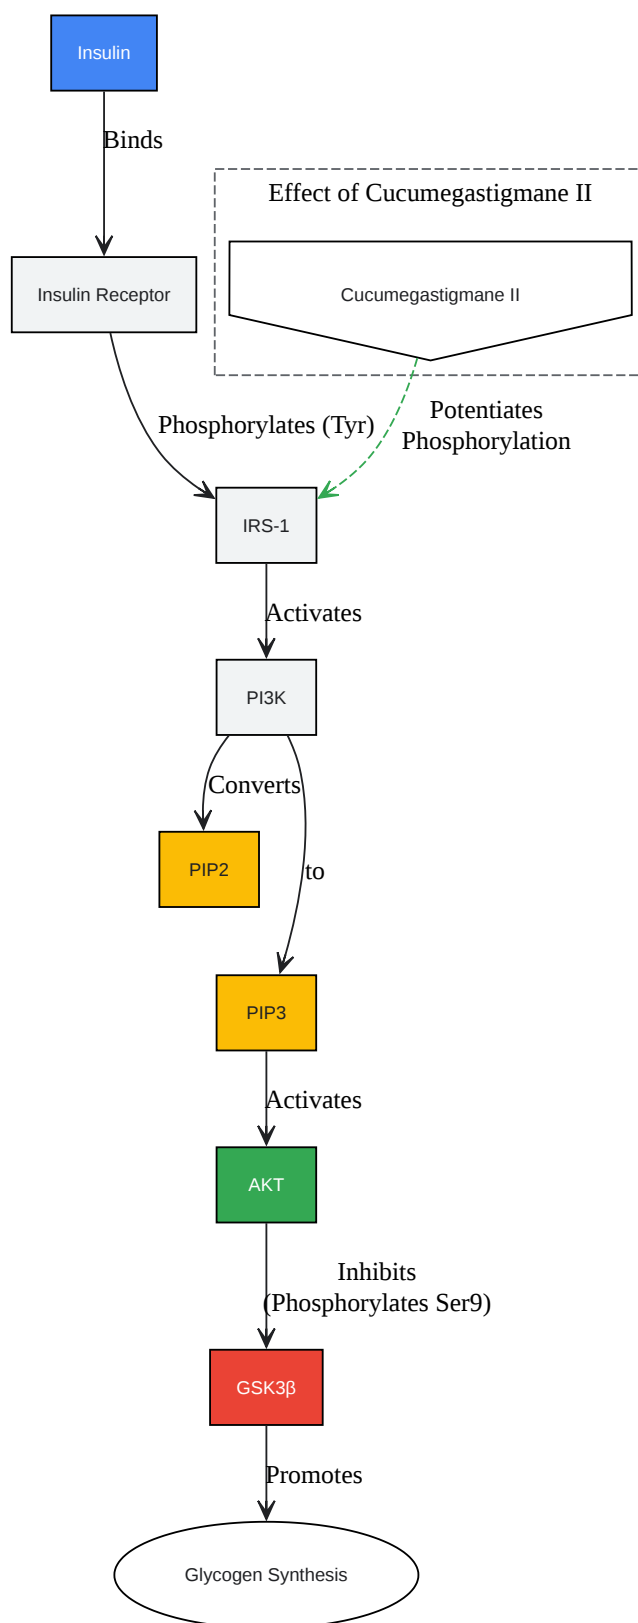 Insulin
Binds
Effect of Cucumegastigmane II
Insulin Receptor
Cucumegastigmane II
Phosphorylates (Tyr)
Potentiates
Phosphorylation
IRS-1
Activates
PI3K
Converts
PIP2
to
PIP3
Activates
AKT
Inhibits
(Phosphorylates Ser9)
GSK3β
Promotes
Glycogen Synthesis